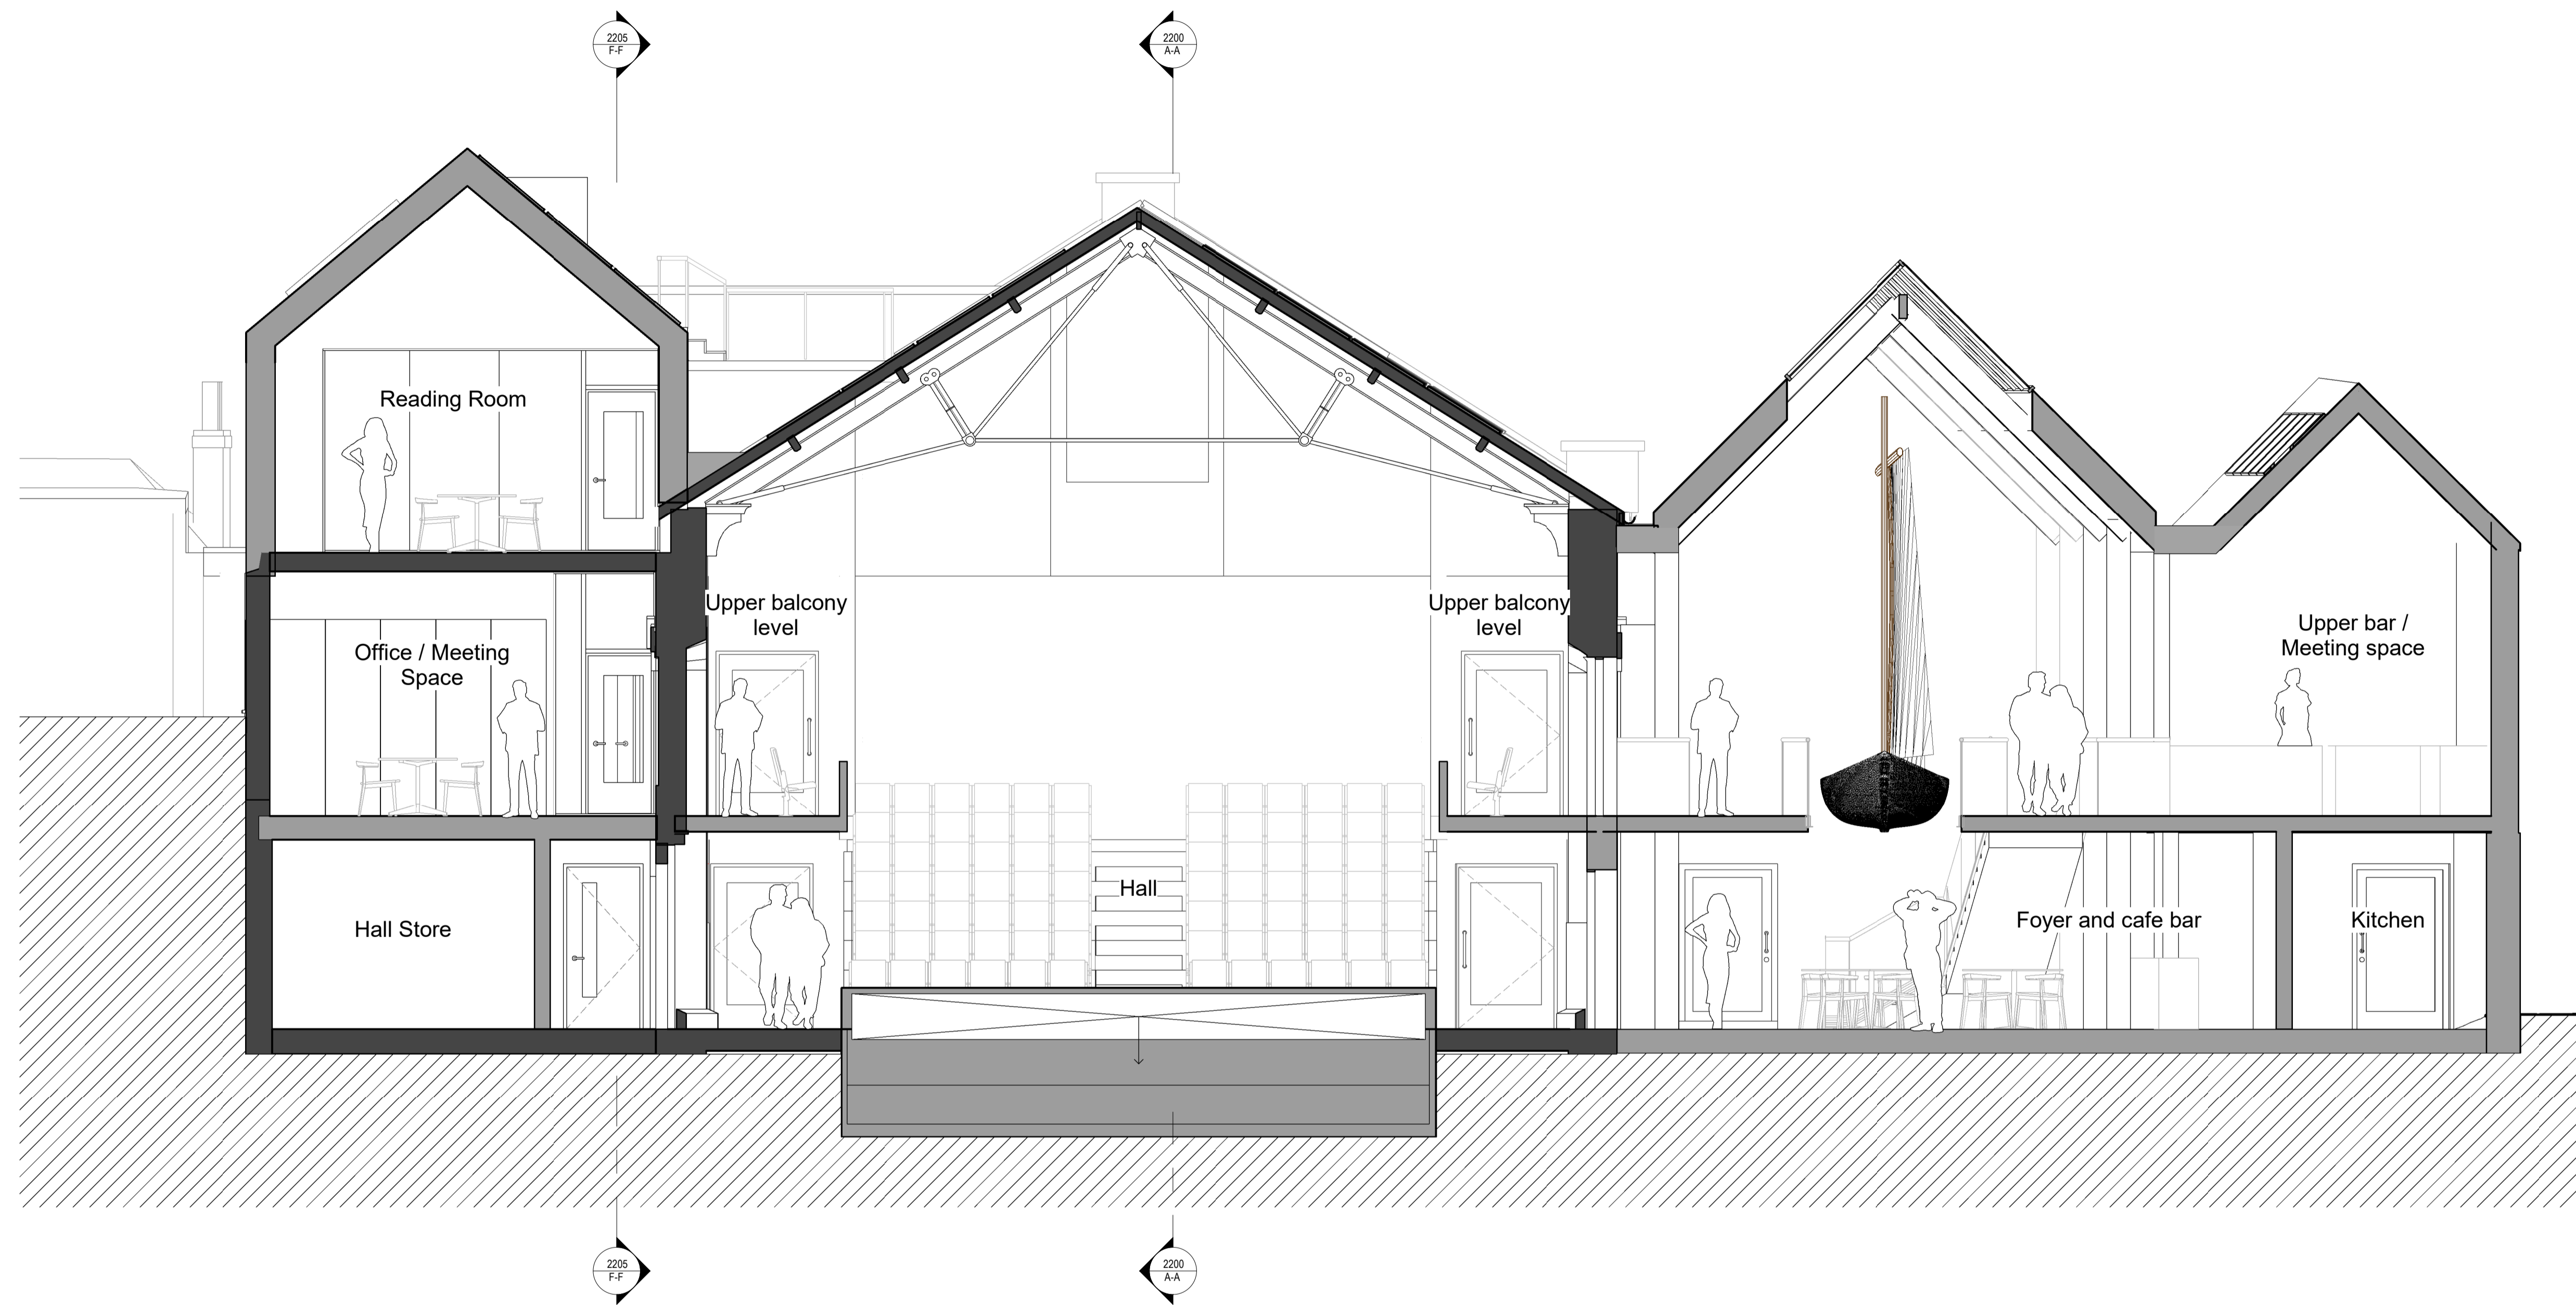 2205
F-F
2200
A-A
Reading Room
Upper balcony
level
Upper balcony
level
Upper bar /
Meeting space
Office / Meeting
Space
Hall
Hall Store
Foyer and cafe bar
Kitchen
2205
F-F
2200
A-A